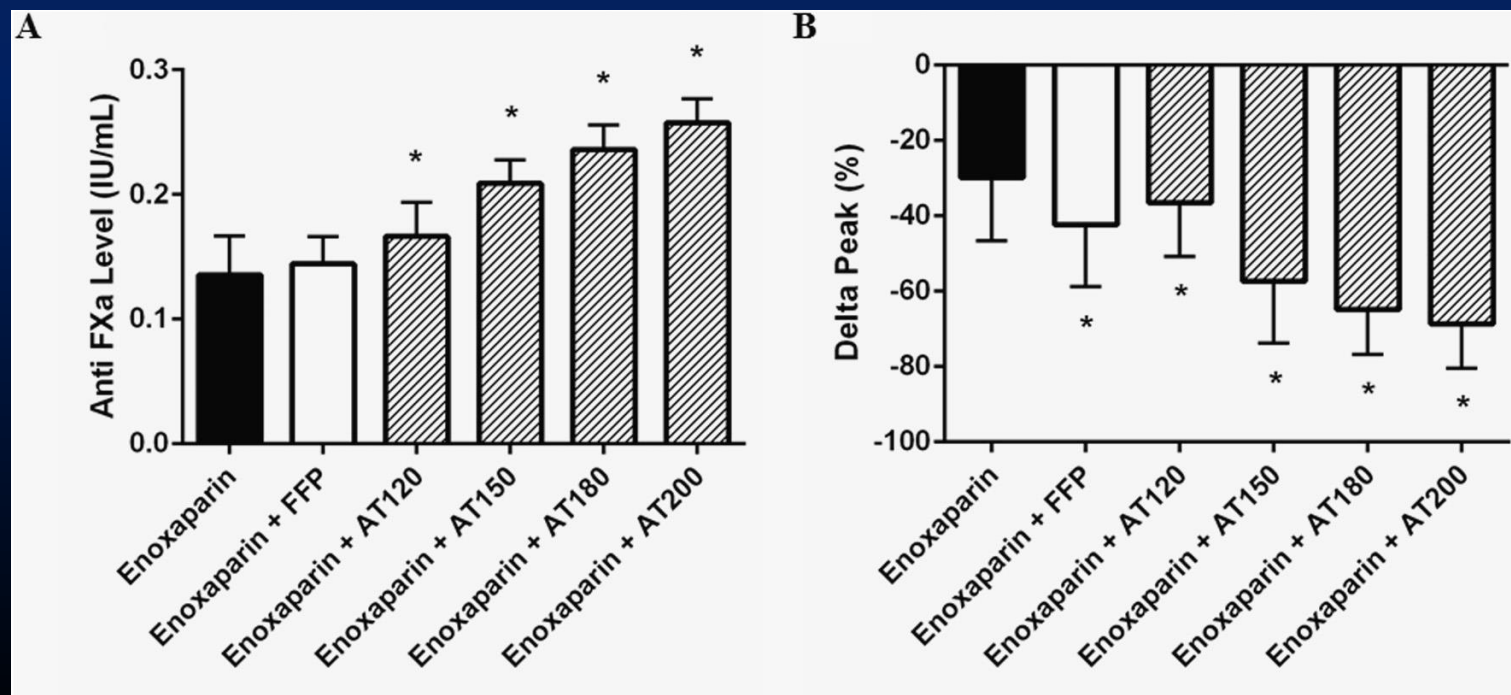 A
Anti FXa Level (IU/mL)
0.3
0.2
0.1
0.0
*
*
*
*
Enoxaparin
Enoxaparin + FFP
Enoxaparin + AT120
Enoxaparin + AT150
Enoxaparin + AT180
Enoxaparin + AT200
B
Delta Peak (%)
0
-20
-40
-60
-80
-100
*
*
*
*
*
Enoxaparin
Enoxaparin + FFP
Enoxaparin + AT120
Enoxaparin + AT150
Enoxaparin + AT180
Enoxaparin + AT200